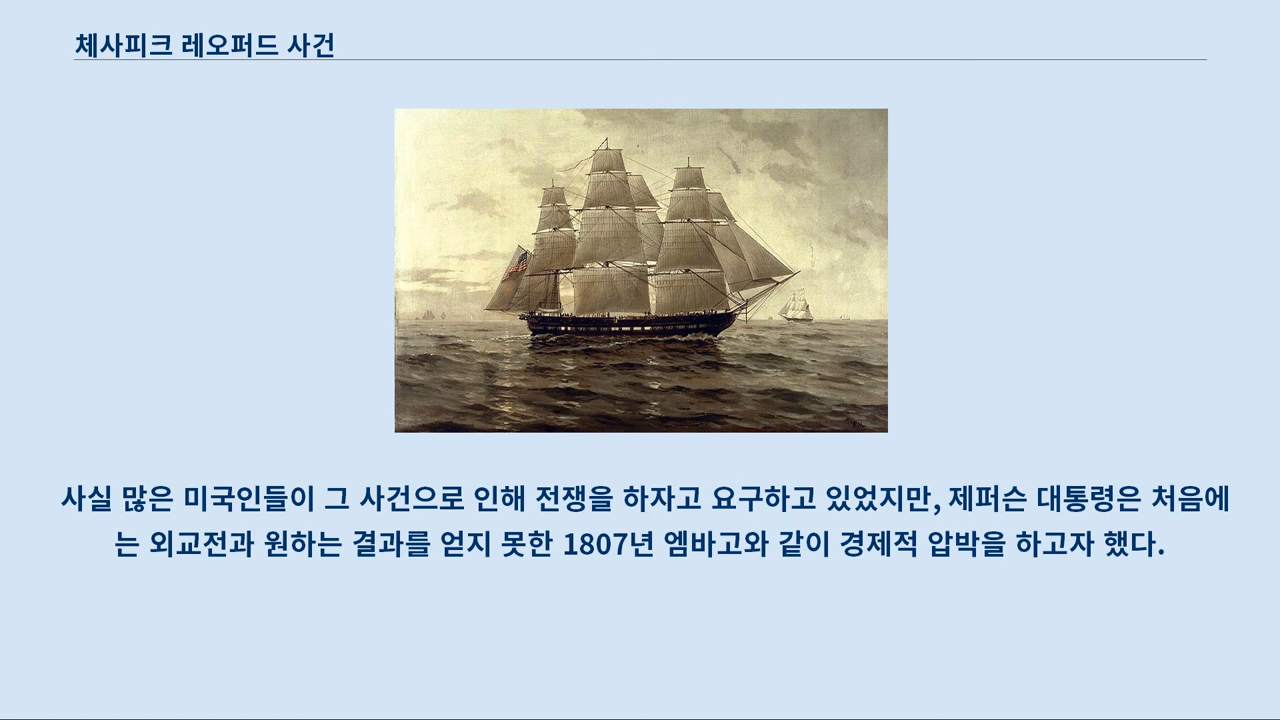 체사피크 레오퍼드 사건
사실 많은 미국인들이 그 사건으로 인해 전쟁을 하자고 요구하고 있었지만, 제퍼슨 대통령은 처음에
는 외교전과 원하는 결과를 얻지 못한 1807년 엠바고와 같이 경제적 압박을 하고자 했다.